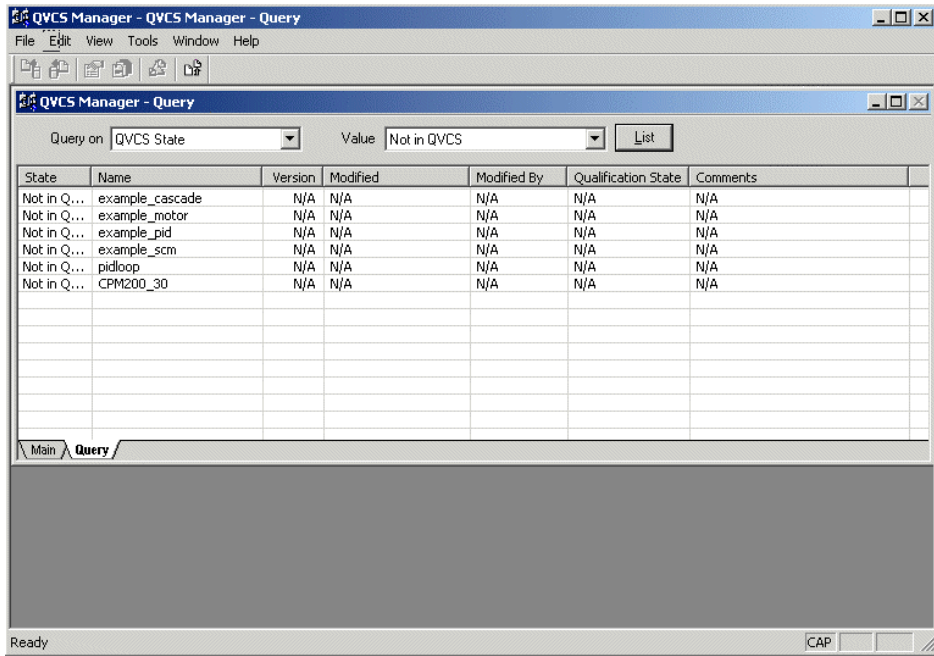 QVCS Manager - QVCS Manager - Query
File Edit View Tools Window Help
QVCS Manager - Query
Query on QVCS State Value Not in QVCS List
State Name Version Modified Modified By Qualification State Comments
Not in Q... example_cascade N/A N/A N/A N/A N/A
Not in Q... example_motor N/A N/A N/A N/A N/A
Not in Q... example_pid N/A N/A N/A N/A N/A
Not in Q... example_scm N/A N/A N/A N/A N/A
Not in Q... pidloop N/A N/A N/A N/A N/A
Not in Q... CPM200_30 N/A N/A N/A N/A N/A
Main Query
Ready CAP